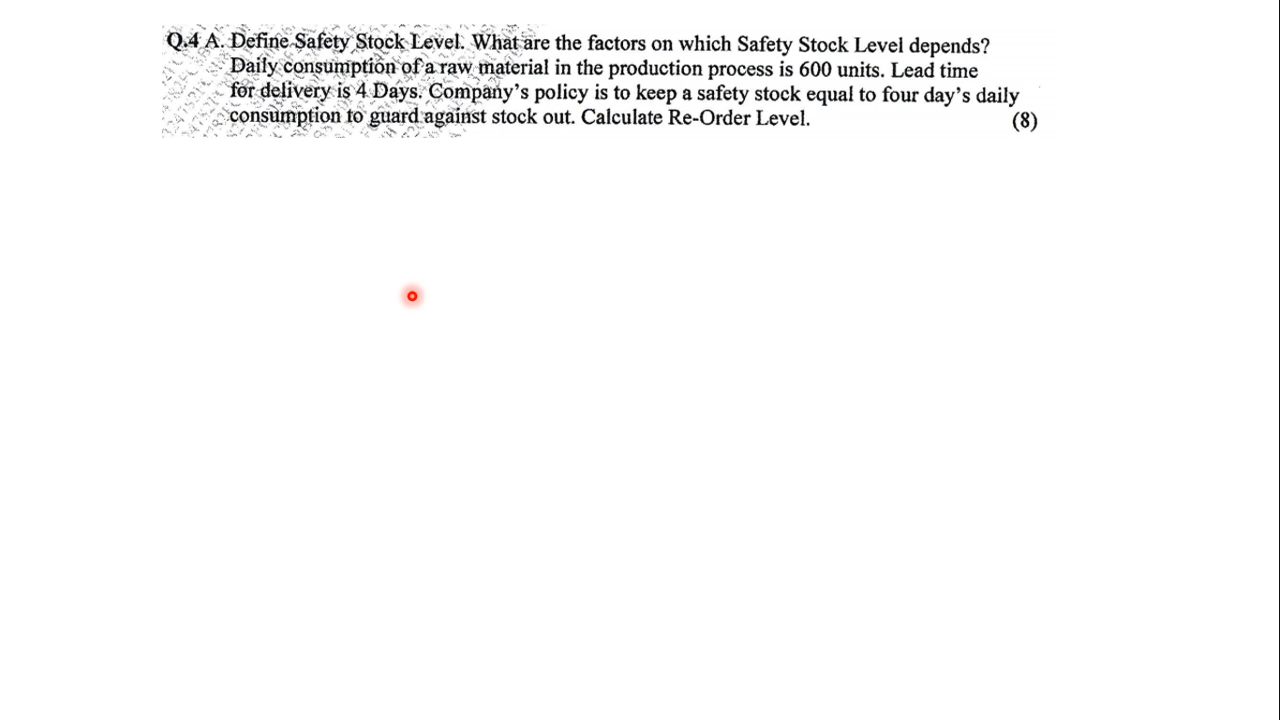 Q.4 A. Define Safety Stock Level. What are the factors on which Safety Stock Level depends?
Daily consumption of a raw material in the production process is 600 units. Lead time
for delivery is 4 Days. Company's policy is to keep a safety stock equal to four day's daily
consumption to guard against stock out. Calculate Re-Order Level. (8)